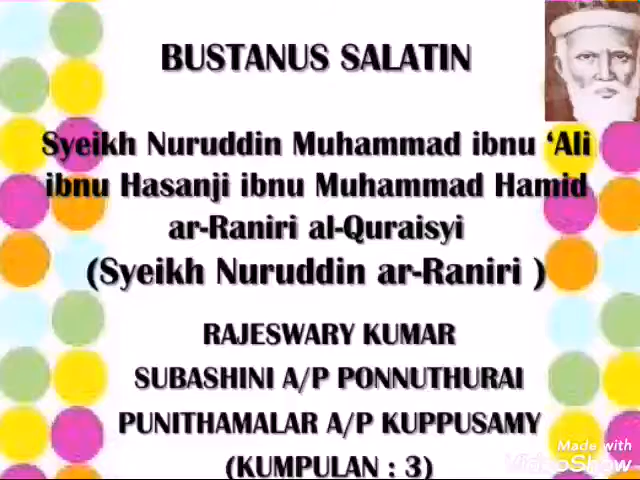 BUSTANUS SALATIN
Syeikh Nuruddin Muhammad ibnu ‘Ali
ibnu Hasanji ibnu Muhammad Hamid
ar-Raniri al-Quraisyi
(Syeikh Nuruddin ar-Raniri )
RAJESWARY KUMAR
SUBASHINI A/P PONNUTHURAI
PUNITHAMALAR A/P KUPPUSAMY
(KUMPULAN : 3)
Made with
VideoShow